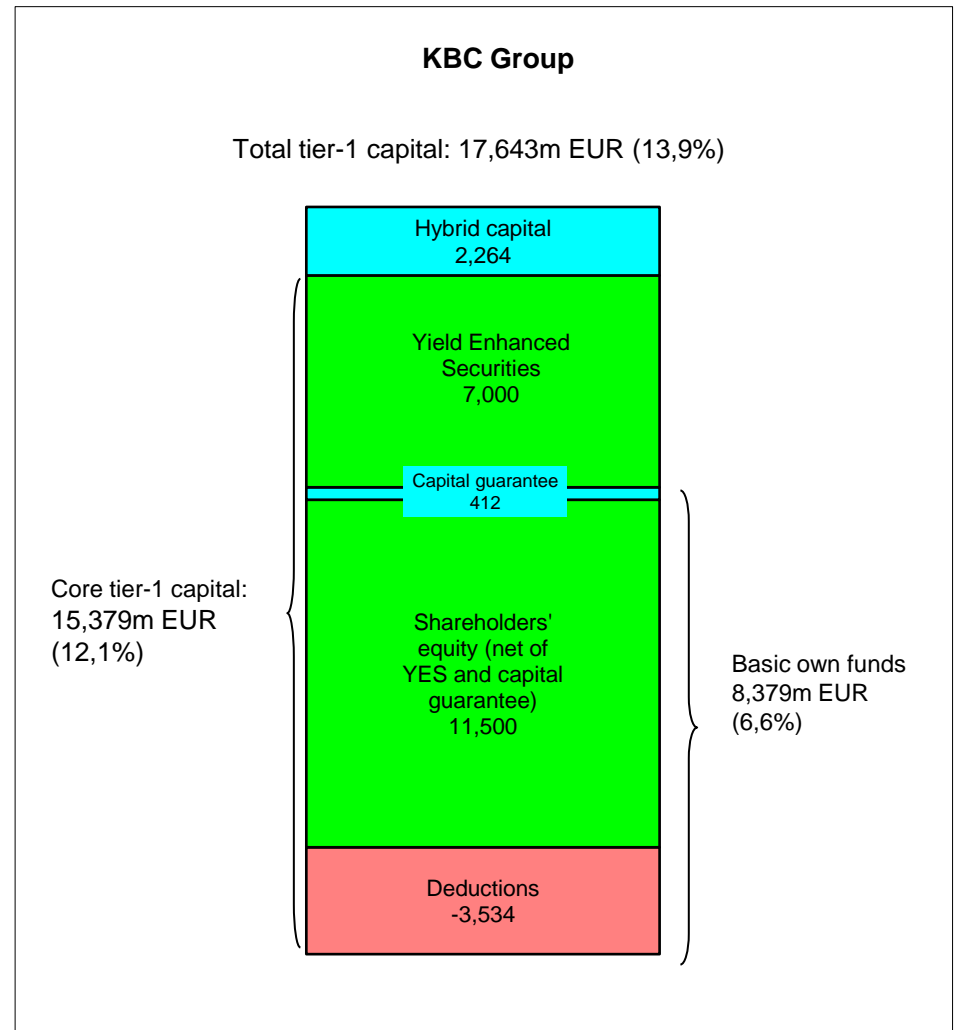 KBC Group
Total tier-1 capital: 17,643m EUR (13,9%)
Hybrid capital
2,264
Yield Enhanced
Securities
7,000
Capital guarantee
412
Core tier-1 capital:
15,379m EUR
(12,1%)
Shareholders'
equity (net of
YES and capital
guarantee)
11,500
Basic own funds
8,379m EUR
(6,6%)
Deductions
-3,534